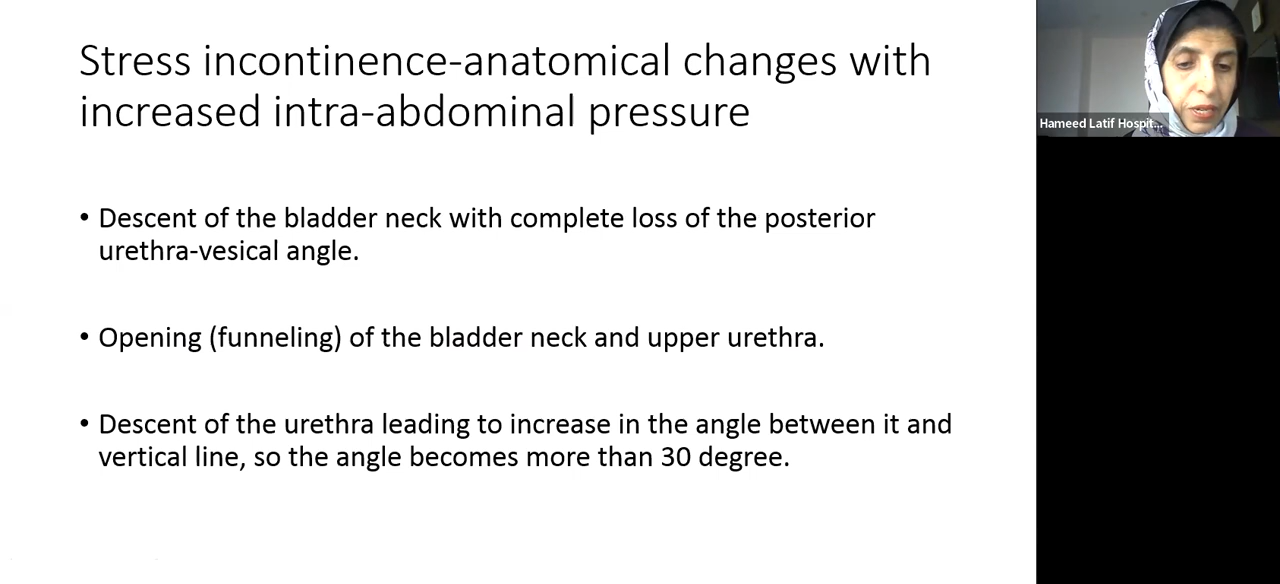 Stress incontinence-anatomical changes with
increased intra-abdominal pressure
• Descent of the bladder neck with complete loss of the posterior
urethra-vesical angle.
• Opening (funneling) of the bladder neck and upper urethra.
• Descent of the urethra leading to increase in the angle between it and
vertical line, so the angle becomes more than 30 degree.
Hameed Latif Hospit...